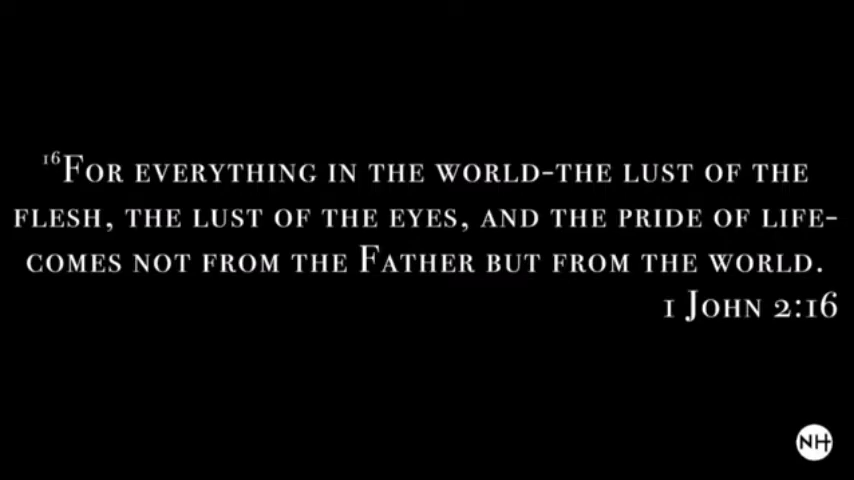 ¹⁶For everything in the world-the lust of the
flesh, the lust of the eyes, and the pride of life-
comes not from the Father but from the world.
1 John 2:16
NH